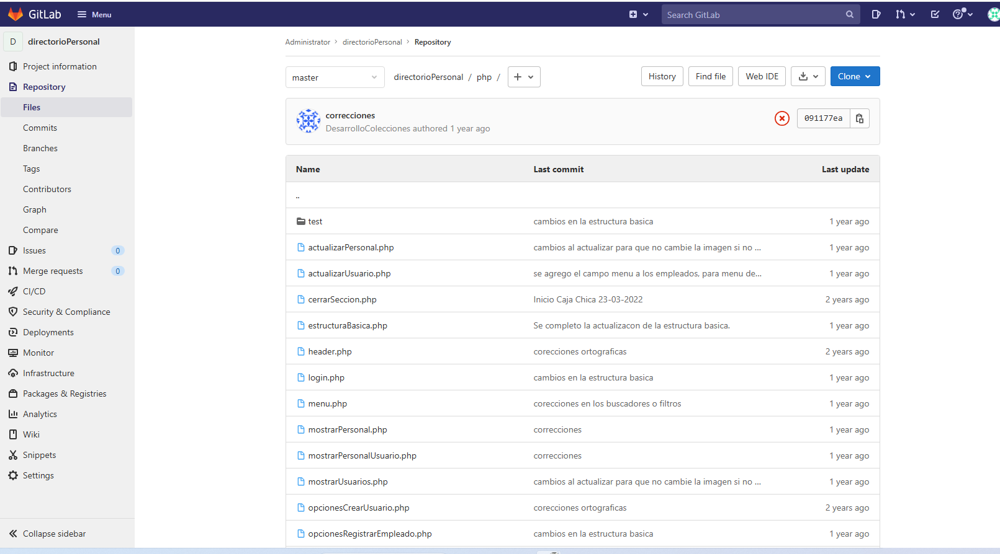 GitLab
Menu
Search GitLab
D directorioPersonal
Project information
Repository
Files
Commits
Branches
Tags
Contributors
Graph
Compare
Issues 0
Merge requests 0
CI/CD
Security & Compliance
Deployments
Monitor
Infrastructure
Packages & Registries
Analytics
Wiki
Snippets
Settings
Collapse sidebar
Administrator › directorioPersonal › Repository
master
directorioPersonal / php / +
History
Find file
Web IDE
Clone
correcciones
DesarrolloColecciones authored 1 year ago
091177ea
Name Last commit Last update
..
test cambios en la estructura basica 1 year ago
actualizarPersonal.php cambios al actualizar para que no cambie la imagen si no ... 1 year ago
actualizarUsuario.php se agrego el campo menu a los empleados, para menu de... 1 year ago
cerrarSeccion.php Inicio Caja Chica 23-03-2022 2 years ago
estructuraBasica.php Se completo la actualizacon de la estructura basica. 1 year ago
header.php corecciones ortograficas 2 years ago
login.php cambios en la estructura basica 1 year ago
menu.php corecciones en los buscadores o filtros 1 year ago
mostrarPersonal.php correcciones 1 year ago
mostrarPersonalUsuario.php correcciones 1 year ago
mostrarUsuarios.php cambios al actualizar para que no cambie la imagen si no ... 1 year ago
opcionesCrearUsuario.php corecciones ortograficas 2 years ago
opcionesRegistrarEmpleado.php cambios en la estructura basica 1 year ago